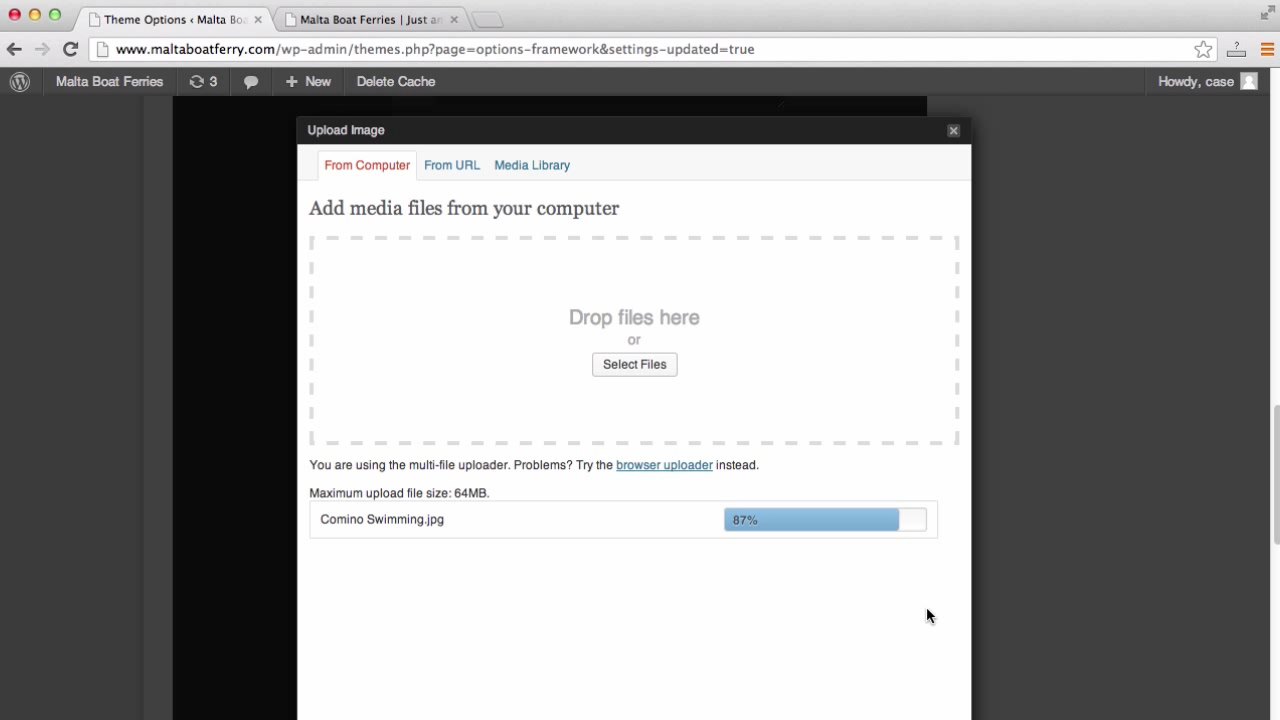 Theme Options ‹ Malta Boa
Malta Boat Ferries | Just an
www.maltaboatferry.com/wp-admin/themes.php?page=options-framework&settings-updated=true
Malta Boat Ferries 3 + New Delete Cache Howdy, case
Upload Image
From Computer From URL Media Library
Add media files from your computer
Drop files here
or
Select Files
You are using the multi-file uploader. Problems? Try the browser uploader instead.
Maximum upload file size: 64MB.
Comino Swimming.jpg 87%